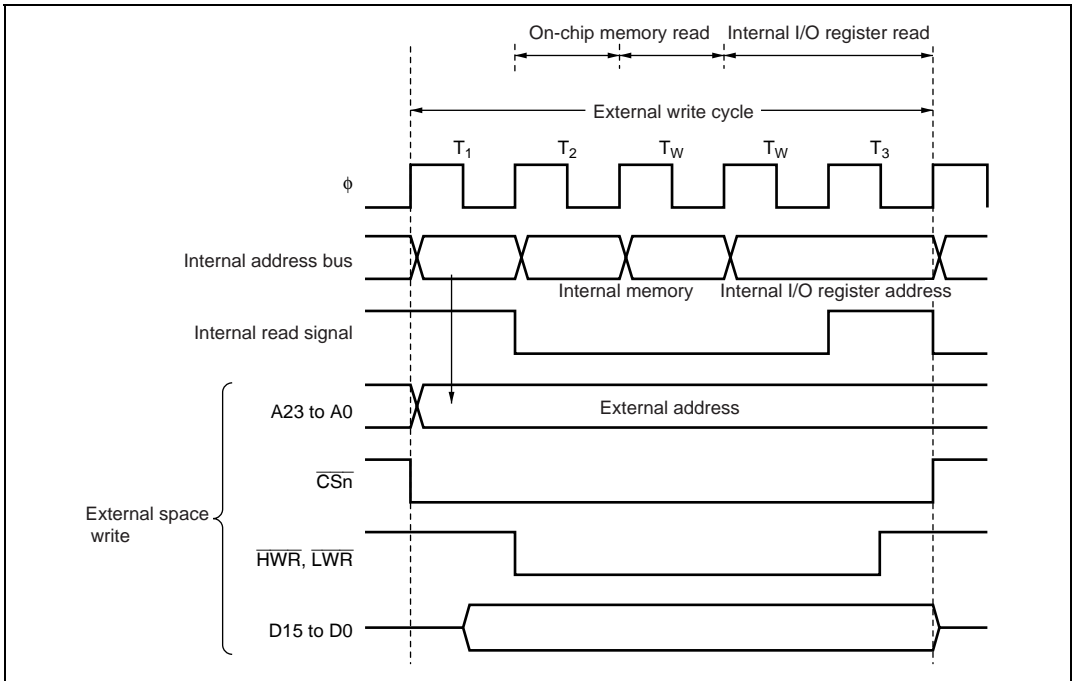 On-chip memory read Internal I/O register read
External write cycle
T1 T2 TW TW T3
ϕ
Internal address bus
Internal memory Internal I/O register address
Internal read signal
A23 to A0 External address
CSn
External space
write
HWR, LWR
D15 to D0